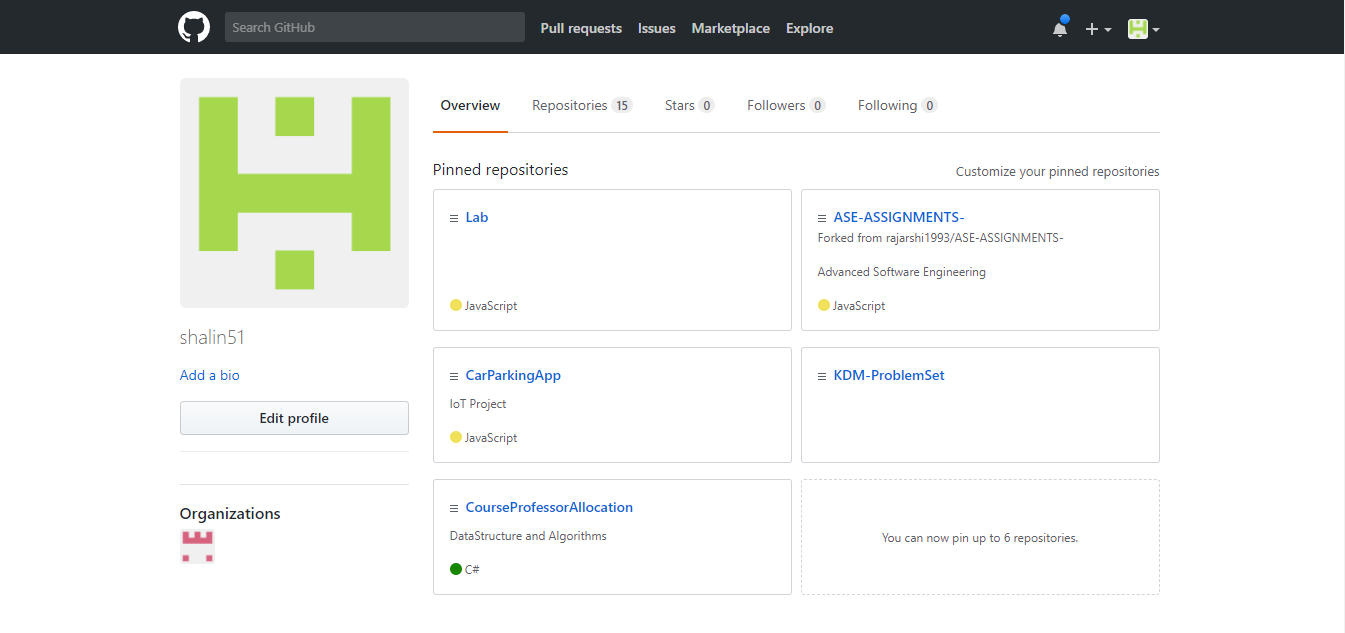 Search GitHub Pull requests Issues Marketplace Explore
Overview Repositories 15 Stars 0 Followers 0 Following 0
Pinned repositories Customize your pinned repositories
Lab
JavaScript
ASE-ASSIGNMENTS-
Forked from rajarshi1993/ASE-ASSIGNMENTS-
Advanced Software Engineering
JavaScript
CarParkingApp
IoT Project
JavaScript
KDM-ProblemSet
CourseProfessorAllocation
DataStructure and Algorithms
C#
You can now pin up to 6 repositories.
shalin51
Add a bio
Edit profile
Organizations